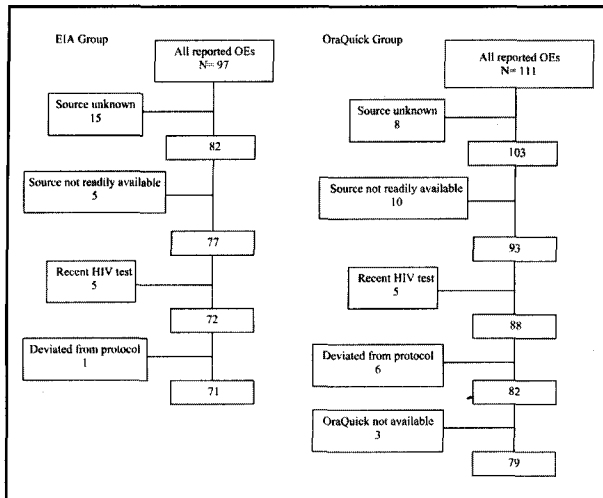 EIA Group
All reported OEs
N= 97
Source unknown
15
82
Source not readily available
5
77
Recent HIV test
5
72
Deviated from protocol
1
71
OraQuick Group
All reported OEs
N= 111
Source unknown
8
103
Source not readily available
10
93
Recent HIV test
5
88
Deviated from protocol
6
82
OraQuick not available
3
79